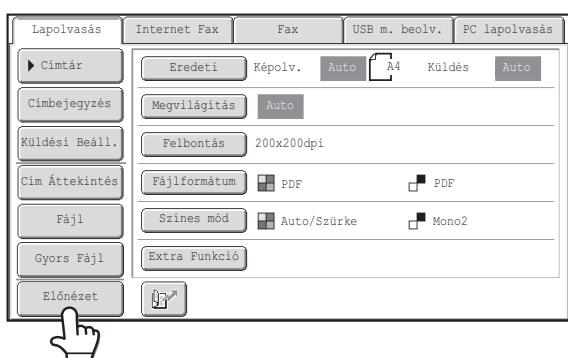 Lapolvasás Internet Fax Fax USB m. beolv. PC lapolvasás
Címtár
Eredeti Képolv. Auto A4 Küldés Auto
Címbejegyzés
Megvilágítás Auto
Küldési Beáll.
Felbontás 200x200dpi
Cím Áttekintés
Fájlformátum PDF PDF
Fájl
Színes mód Auto/Szürke Mono2
Gyors Fájl
Extra Funkció
Előnézet